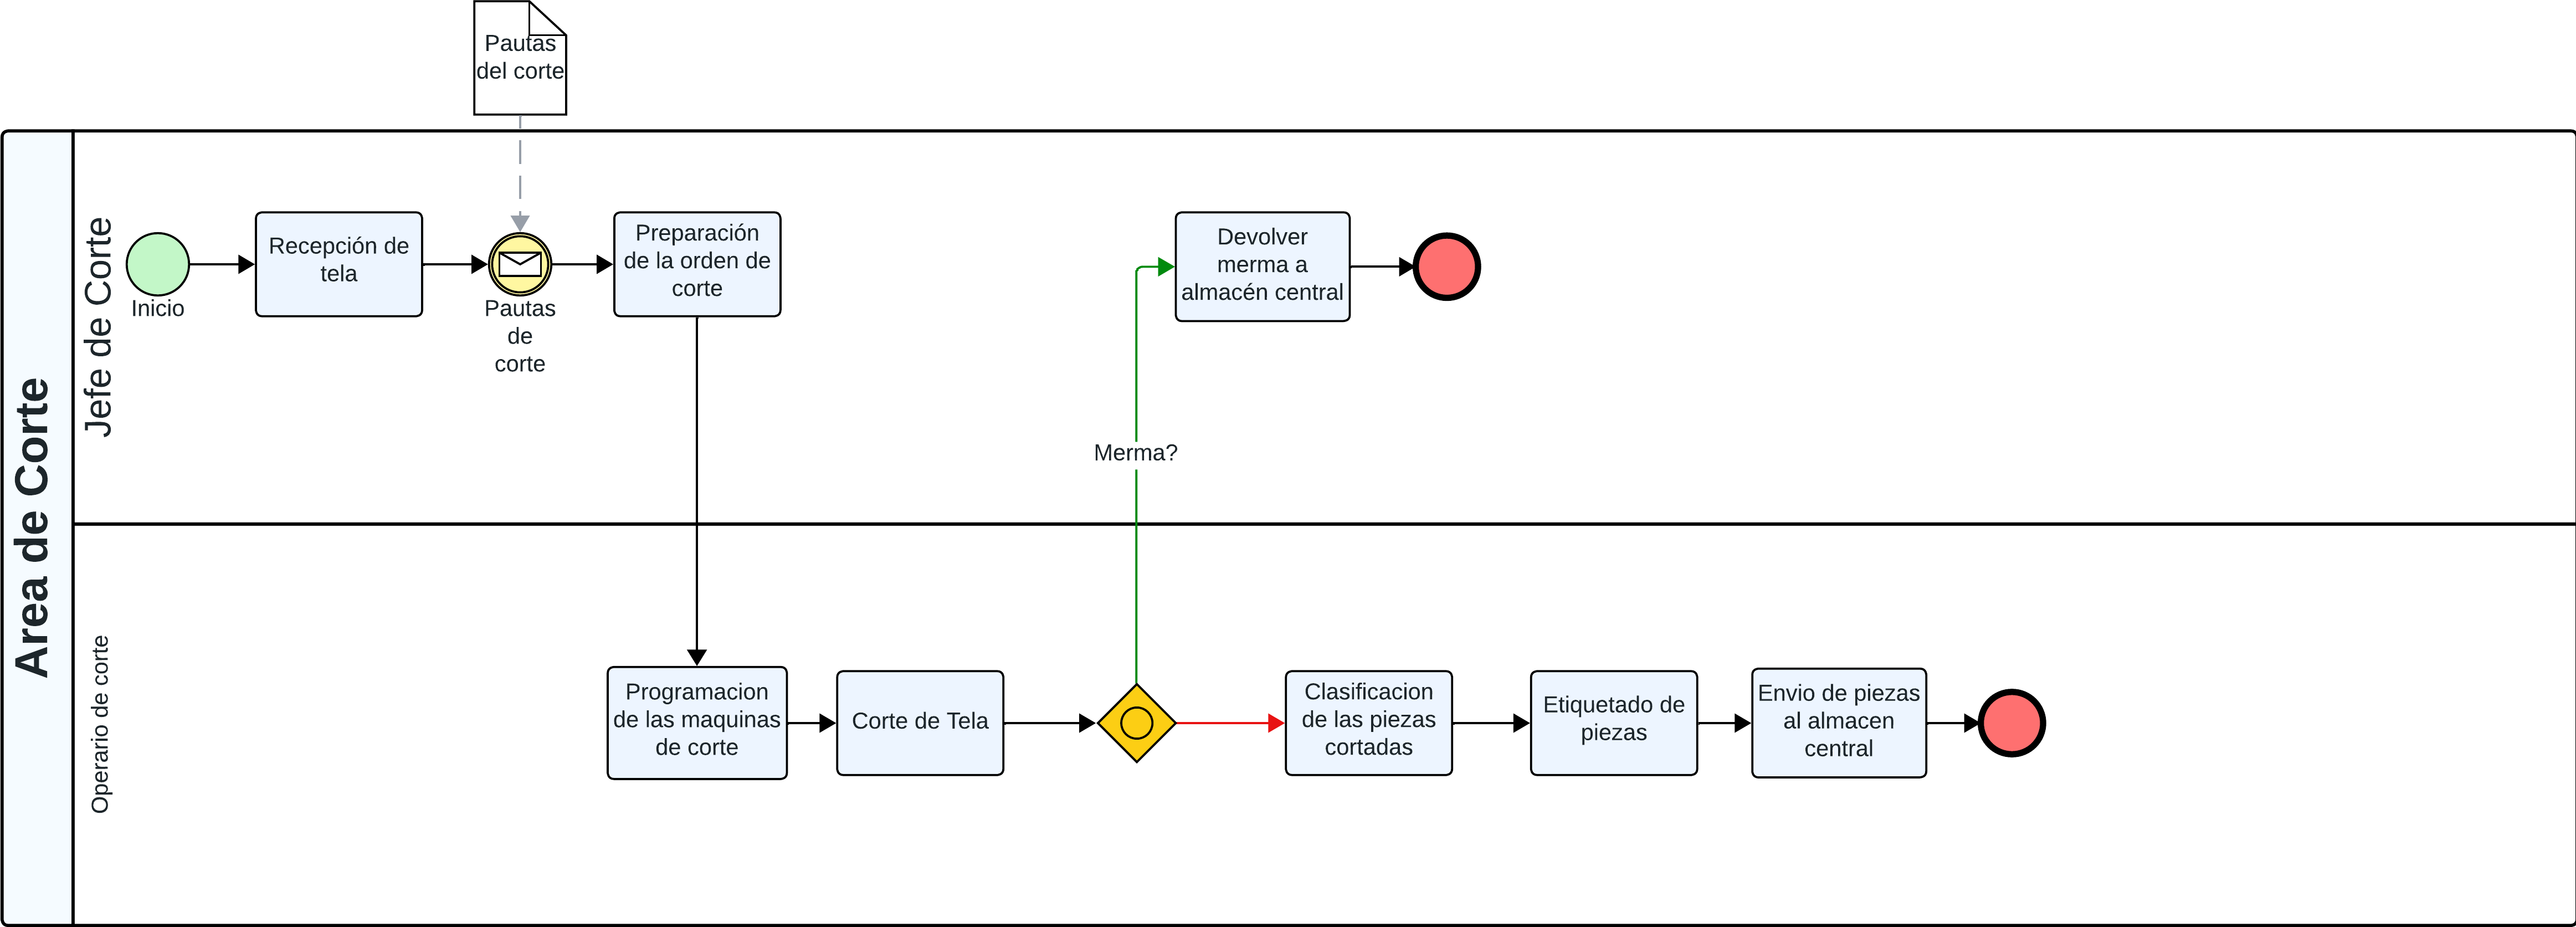 Pautas
del corte
Area de Corte
Jefe de Corte
Inicio
Recepción de
tela
Pautas
de
corte
Preparación
de la orden de
corte
Devolver
merma a
almacén central
Merma?
Operario de corte
Programacion
de las maquinas
de corte
Corte de Tela
Clasificacion
de las piezas
cortadas
Etiquetado de
piezas
Envio de piezas
al almacen
central